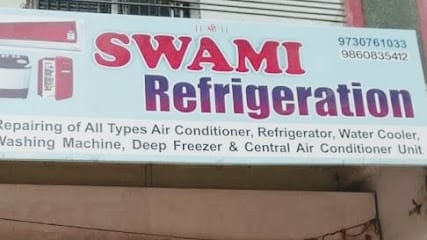 || श्री ||
SWAMI
9730761033
9860835412
Refrigeration
Repairing of All Types Air Conditioner, Refrigerator, Water Cooler,
Washing Machine, Deep Freezer & Central Air Conditioner Unit